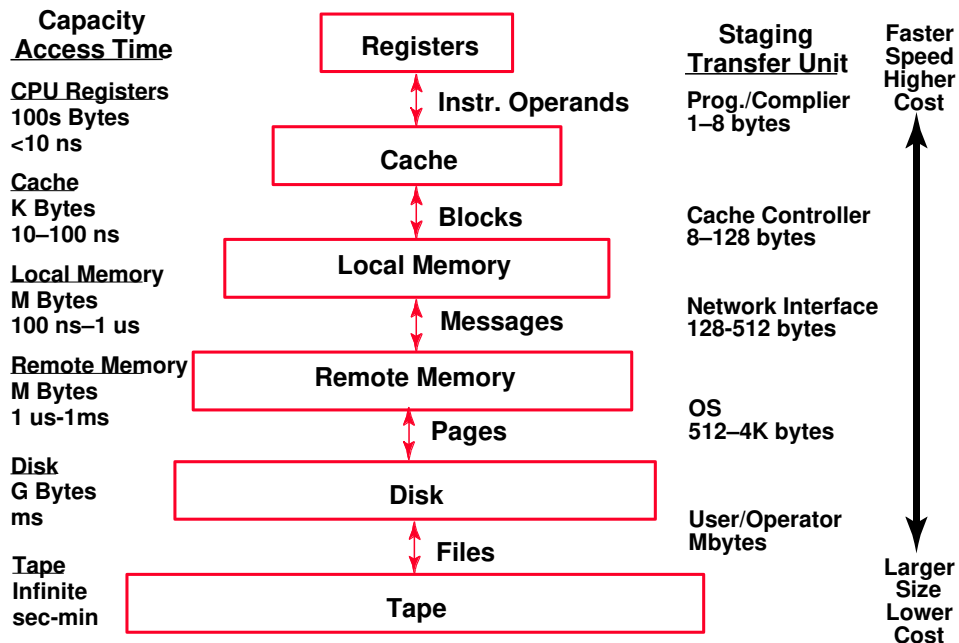 Capacity
Access Time
CPU Registers
100s Bytes
<10 ns
Cache
K Bytes
10–100 ns
Local Memory
M Bytes
100 ns–1 us
Remote Memory
M Bytes
1 us-1ms
Disk
G Bytes
ms
Tape
Infinite
sec-min
Registers
Instr. Operands
Cache
Blocks
Local Memory
Messages
Remote Memory
Pages
Disk
Files
Tape
Staging
Transfer Unit
Prog./Complier
1–8 bytes
Cache Controller
8–128 bytes
Network Interface
128-512 bytes
OS
512–4K bytes
User/Operator
Mbytes
Faster
Speed
Higher
Cost
Larger
Size
Lower
Cost